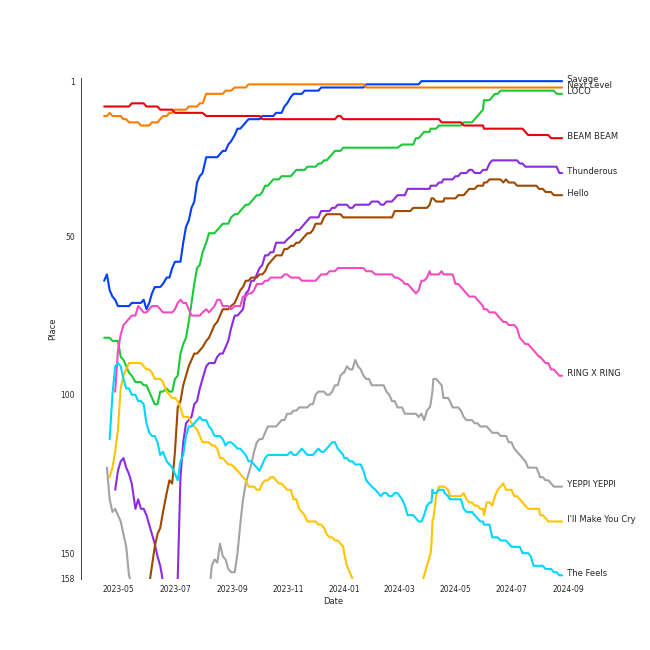 1
50
100
150
158
Place
Savage
Next Level
LOCO
BEAM BEAM
Thunderous
Hello
RING X RING
YEPPI YEPPI
I'll Make You Cry
The Feels
2023-05 2023-07 2023-09 2023-11 2024-01 2024-03 2024-05 2024-07 2024-09
Date